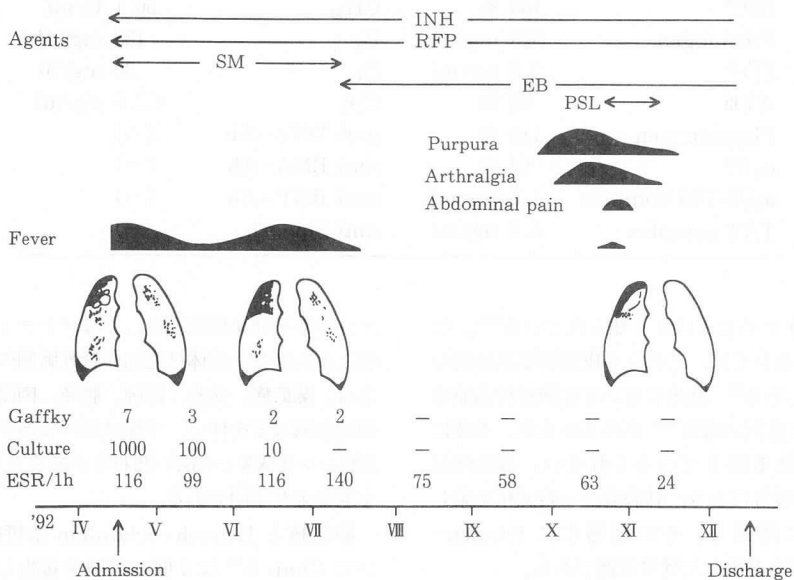 INH
Agents
RFP
SM
EB
PSL
Purpura
Arthralgia
Abdominal pain
Fever
Gaffky 7 3 2 2 — — — —
Culture 1000 100 10 — — — — —
ESR/1h 116 99 116 140 75 58 63 24
'92 IV V VI VII VIII IX X XI XII
Admission Discharge